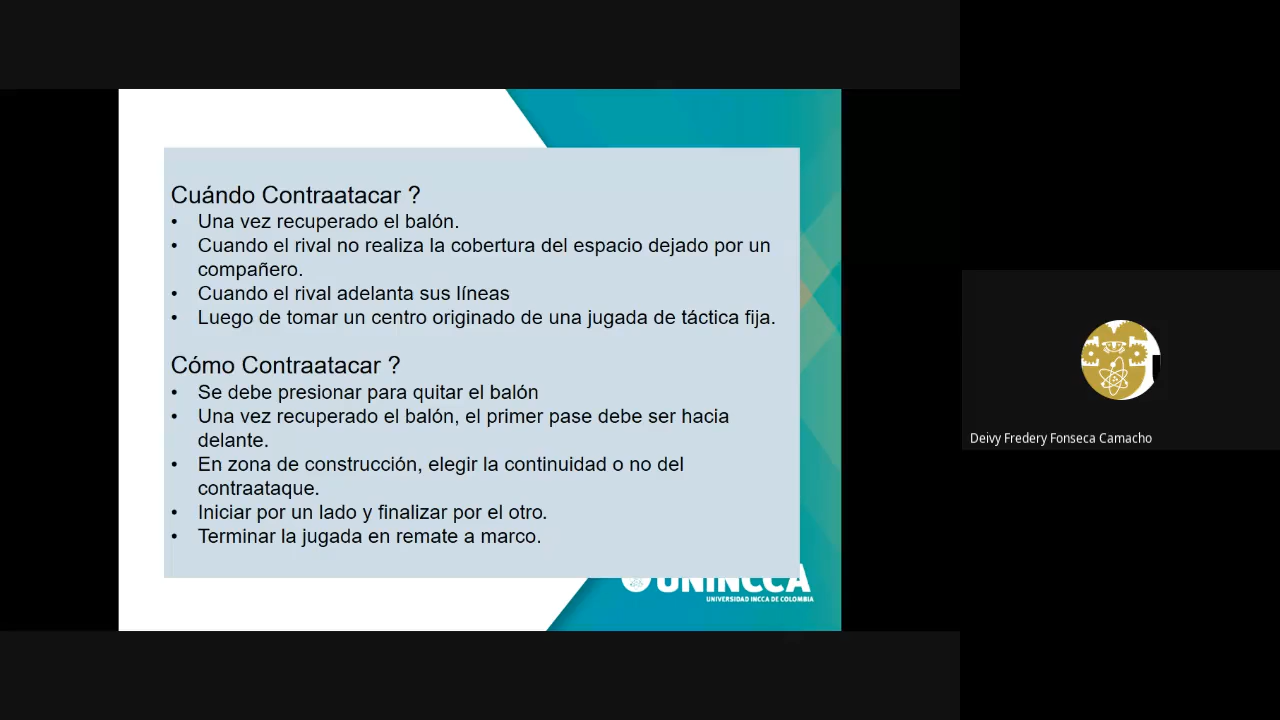 Cuándo Contraatacar ?
• Una vez recuperado el balón.
• Cuando el rival no realiza la cobertura del espacio dejado por un
compañero.
• Cuando el rival adelanta sus líneas
• Luego de tomar un centro originado de una jugada de táctica fija.
Cómo Contraatacar ?
• Se debe presionar para quitar el balón
• Una vez recuperado el balón, el primer pase debe ser hacia
delante.
• En zona de construcción, elegir la continuidad o no del
contraataque.
• Iniciar por un lado y finalizar por el otro.
• Terminar la jugada en remate a marco.
UNINCCA
UNIVERSIDAD INCCA DE COLOMBIA
Deivy Fredery Fonseca Camacho